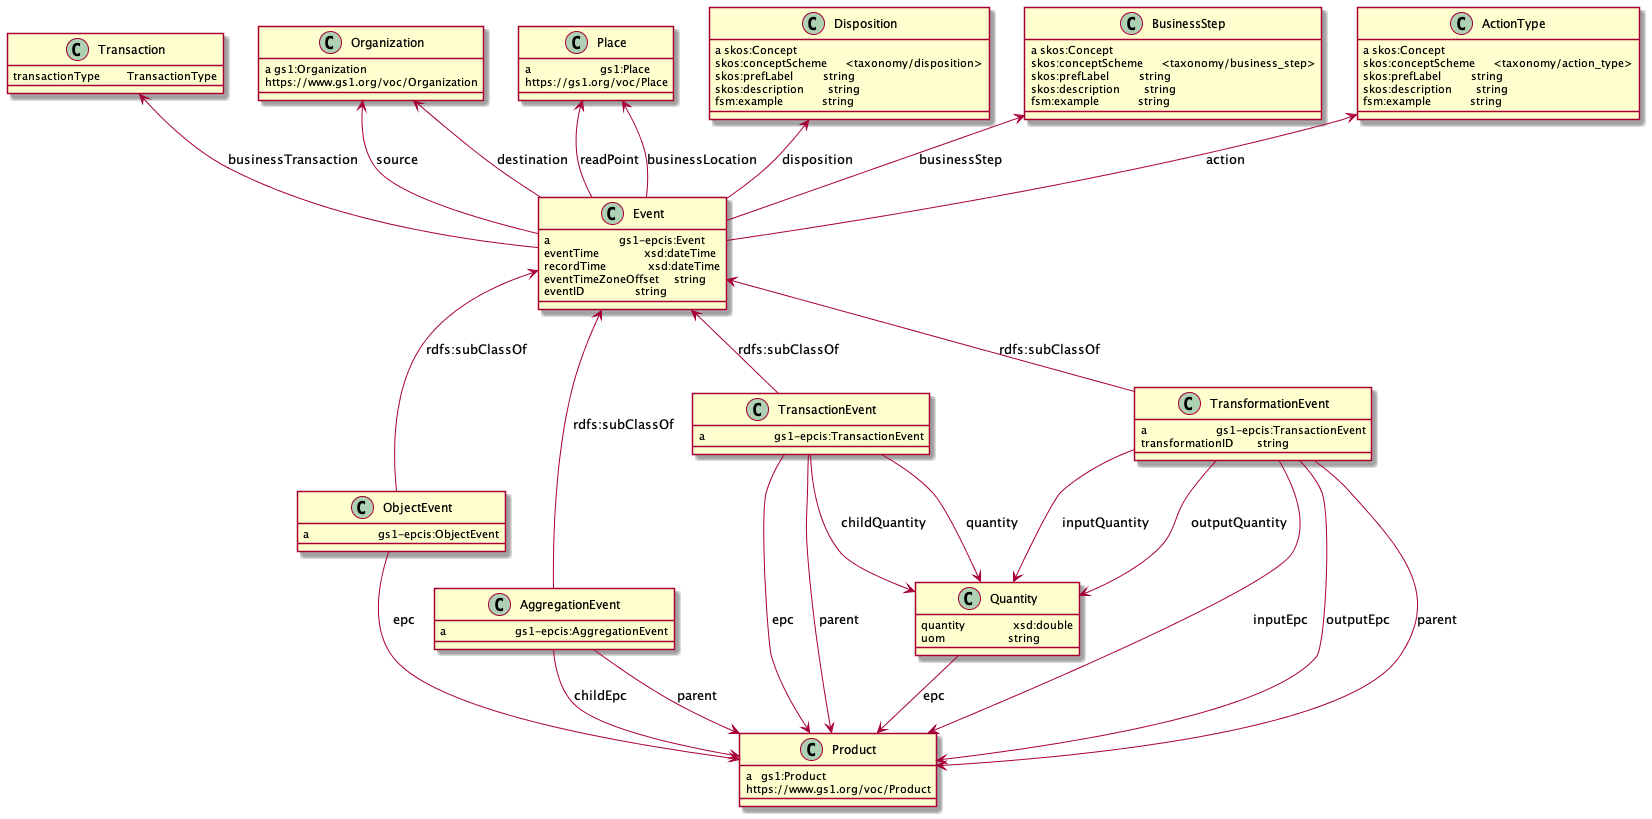 C Transaction
transactionType TransactionType
C Organization
a gs1:Organization
https://www.gs1.org/voc/Organization
C Place
a gs1:Place
https://gs1.org/voc/Place
C Disposition
a skos:Concept
skos:conceptScheme <taxonomy/disposition>
skos:prefLabel string
skos:description string
fsm:example string
C BusinessStep
a skos:Concept
skos:conceptScheme <taxonomy/business_step>
skos:prefLabel string
skos:description string
fsm:example string
C ActionType
a skos:Concept
skos:conceptScheme <taxonomy/action_type>
skos:prefLabel string
skos:description string
fsm:example string
businessTransaction
source
destination
readPoint
businessLocation
disposition
businessStep
action
C Event
a gs1-epcis:Event
eventTime xsd:dateTime
recordTime xsd:dateTime
eventTimeZoneOffset string
eventID string
rdfs:subClassOf
rdfs:subClassOf
rdfs:subClassOf
rdfs:subClassOf
C TransactionEvent
a gs1-epcis:TransactionEvent
C TransformationEvent
a gs1-epcis:TransactionEvent
transformationID string
C ObjectEvent
a gs1-epcis:ObjectEvent
childQuantity
quantity
inputQuantity
outputQuantity
C AggregationEvent
a gs1-epcis:AggregationEvent
C Quantity
quantity xsd:double
uom string
epc
epc
parent
inputEpc
outputEpc
parent
childEpc
parent
epc
C Product
a gs1:Product
https://www.gs1.org/voc/Product